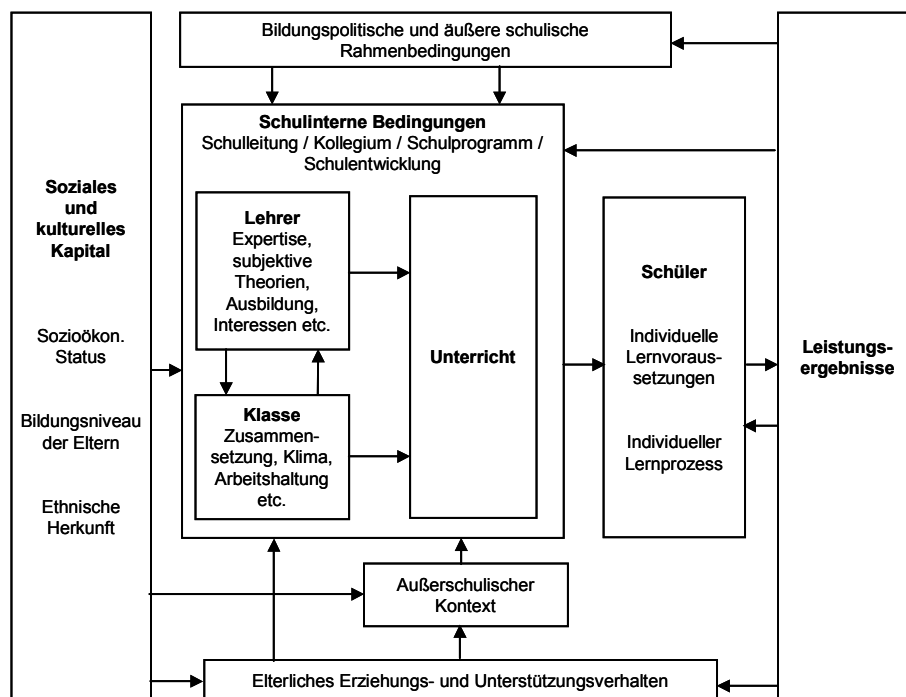 Bildungspolitische und äußere schulische
Rahmenbedingungen
Schulinterne Bedingungen
Schulleitung / Kollegium / Schulprogramm /
Schulentwicklung
Soziales
und
kulturelles
Kapital
Sozioökon.
Status
Bildungsniveau
der Eltern
Ethnische
Herkunft
Lehrer
Expertise,
subjektive
Theorien,
Ausbildung,
Interessen etc.
Klasse
Zusammen-
setzung, Klima,
Arbeitshaltung
etc.
Unterricht
Schüler
Individuelle
Lernvoraus-
setzungen
Individueller
Lernprozess
Leistungs-
ergebnisse
Außerschulischer
Kontext
Elterliches Erziehungs- und Unterstützungsverhalten